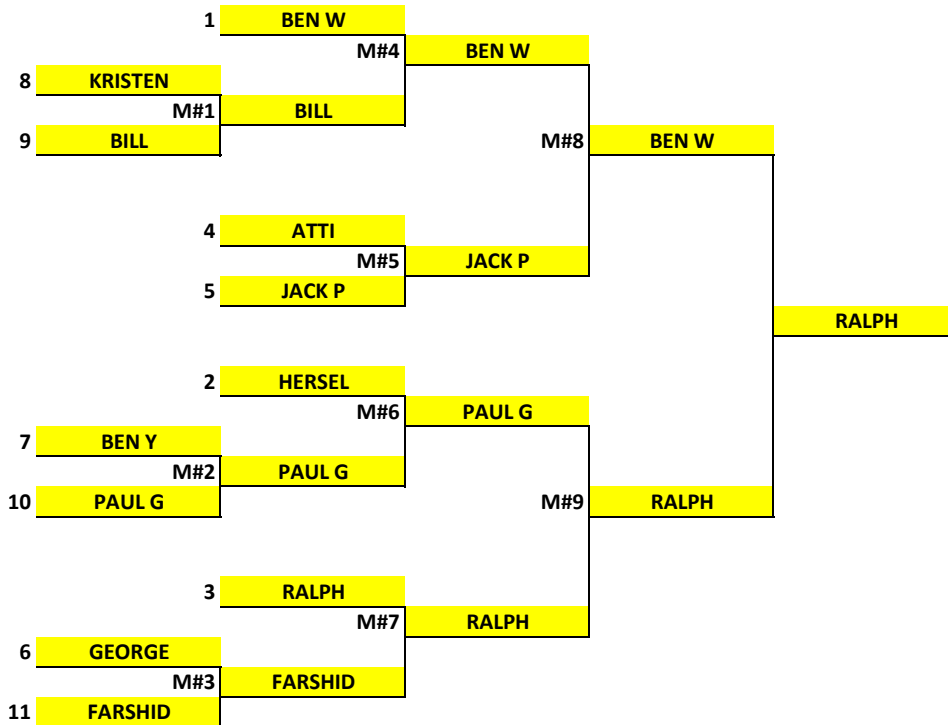 1 BEN W
M#4 BEN W
8 KRISTEN
M#1 BILL
9 BILL
M#8 BEN W
4 ATTI
M#5 JACK P
5 JACK P
RALPH
2 HERSEL
M#6 PAUL G
7 BEN Y
M#2 PAUL G
10 PAUL G
M#9 RALPH
3 RALPH
M#7 RALPH
6 GEORGE
M#3 FARSHID
11 FARSHID